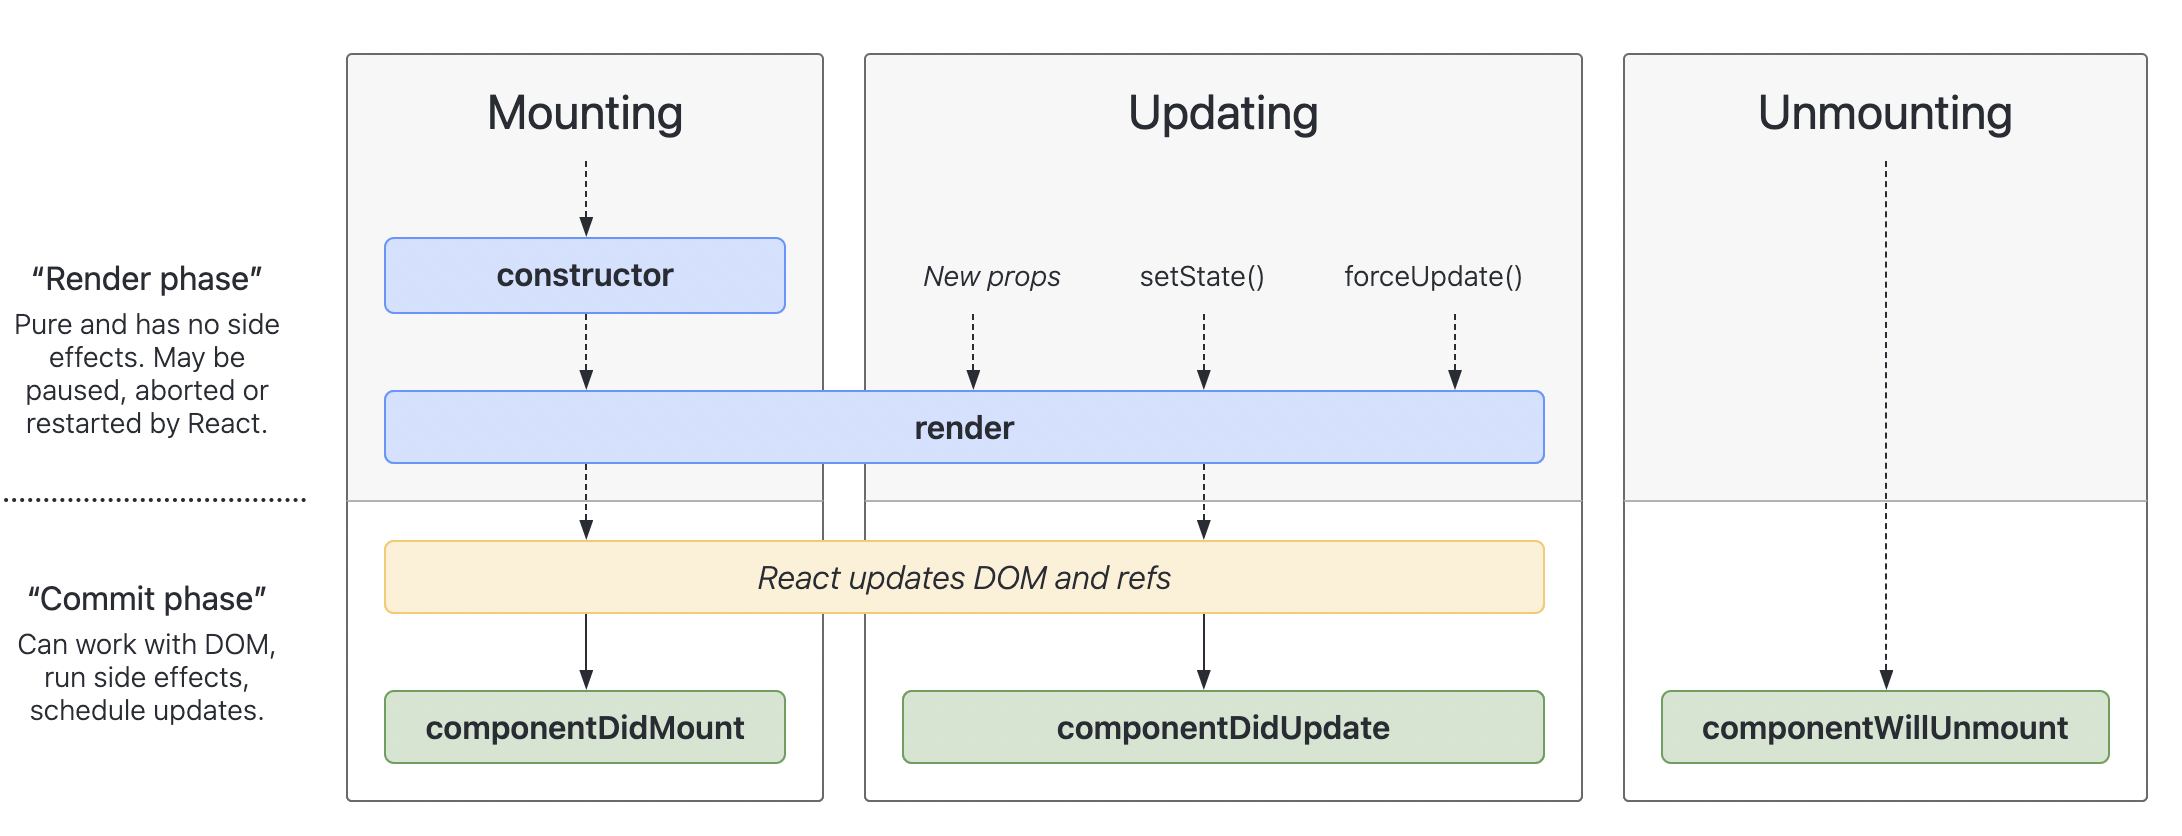 Mounting
Updating
Unmounting
“Render phase”
Pure and has no side
effects. May be
paused, aborted or
restarted by React.
constructor
New props
setState()
forceUpdate()
render
“Commit phase”
Can work with DOM,
run side effects,
schedule updates.
React updates DOM and refs
componentDidMount
componentDidUpdate
componentWillUnmount